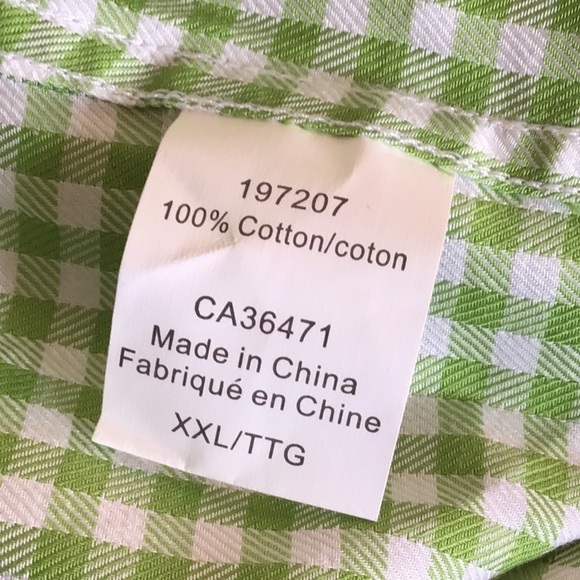 197207
100% Cotton/coton
CA36471
Made in China
Fabriqué en Chine
XXL/TTG